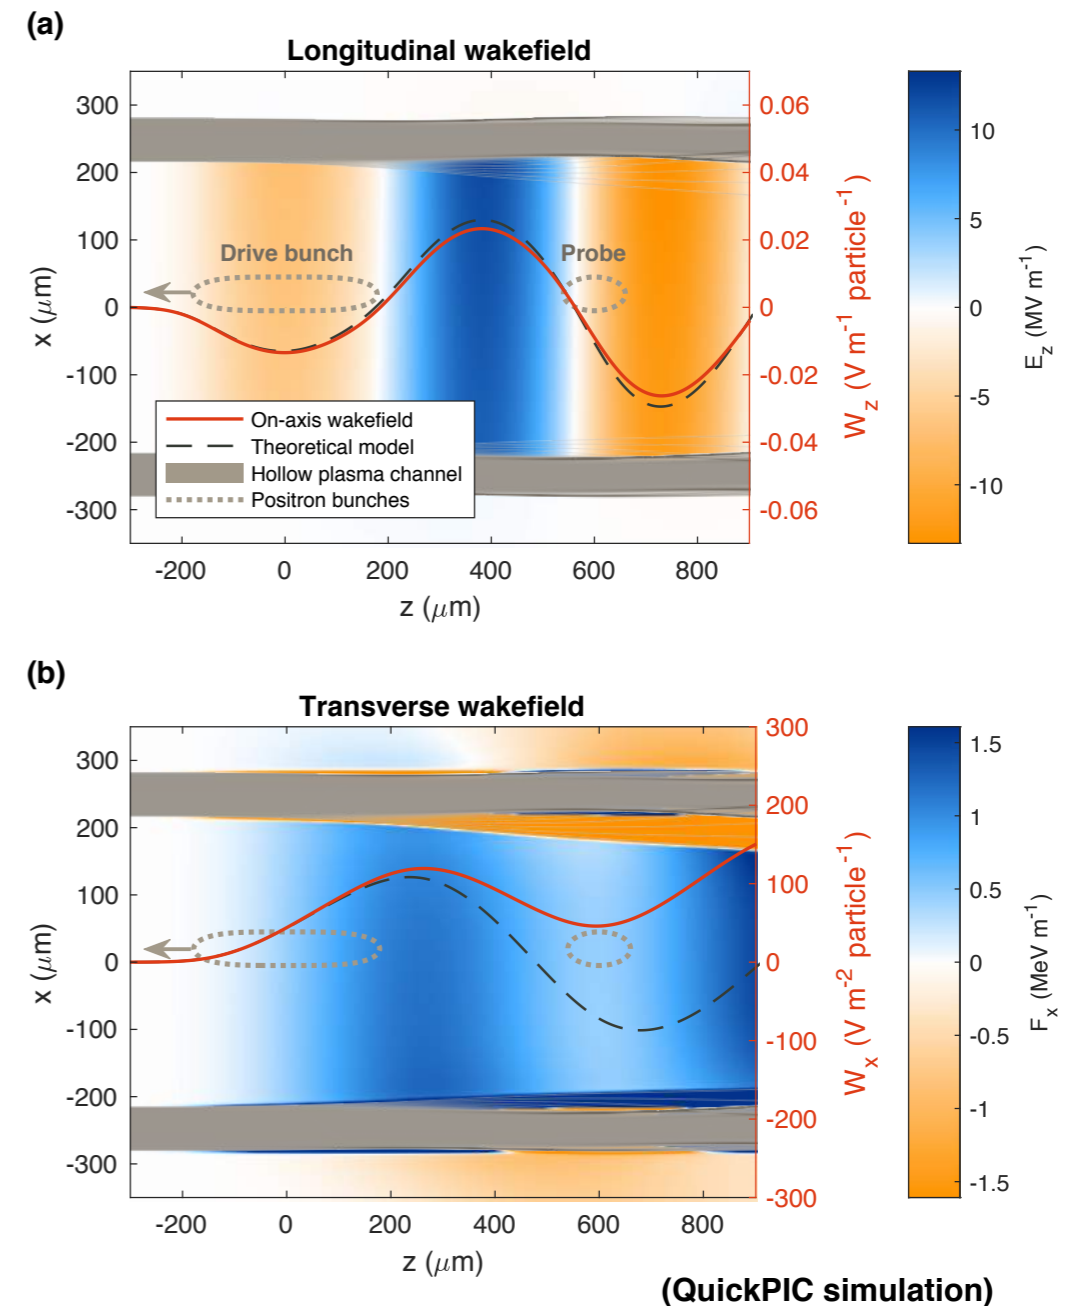 (a)
Longitudinal wakefield
300
200
100
0
-100
-200
-300
x (μm)
-200 0 200 400 600 800
z (μm)
Drive bunch
Probe
On-axis wakefield
Theoretical model
Hollow plasma channel
Positron bunches
0.06
0.04
0.02
0
-0.02
-0.04
-0.06
W_z (V m^-1 particle^-1)
10
5
0
-5
-10
E_z (MV m^-1)
(b)
Transverse wakefield
300
200
100
0
-100
-200
-300
x (μm)
-200 0 200 400 600 800
z (μm)
300
200
100
0
-100
-200
-300
W_x (V m^-2 particle^-1)
1.5
1
0.5
0
-0.5
-1
-1.5
F_x (MeV m^-1)
(QuickPIC simulation)